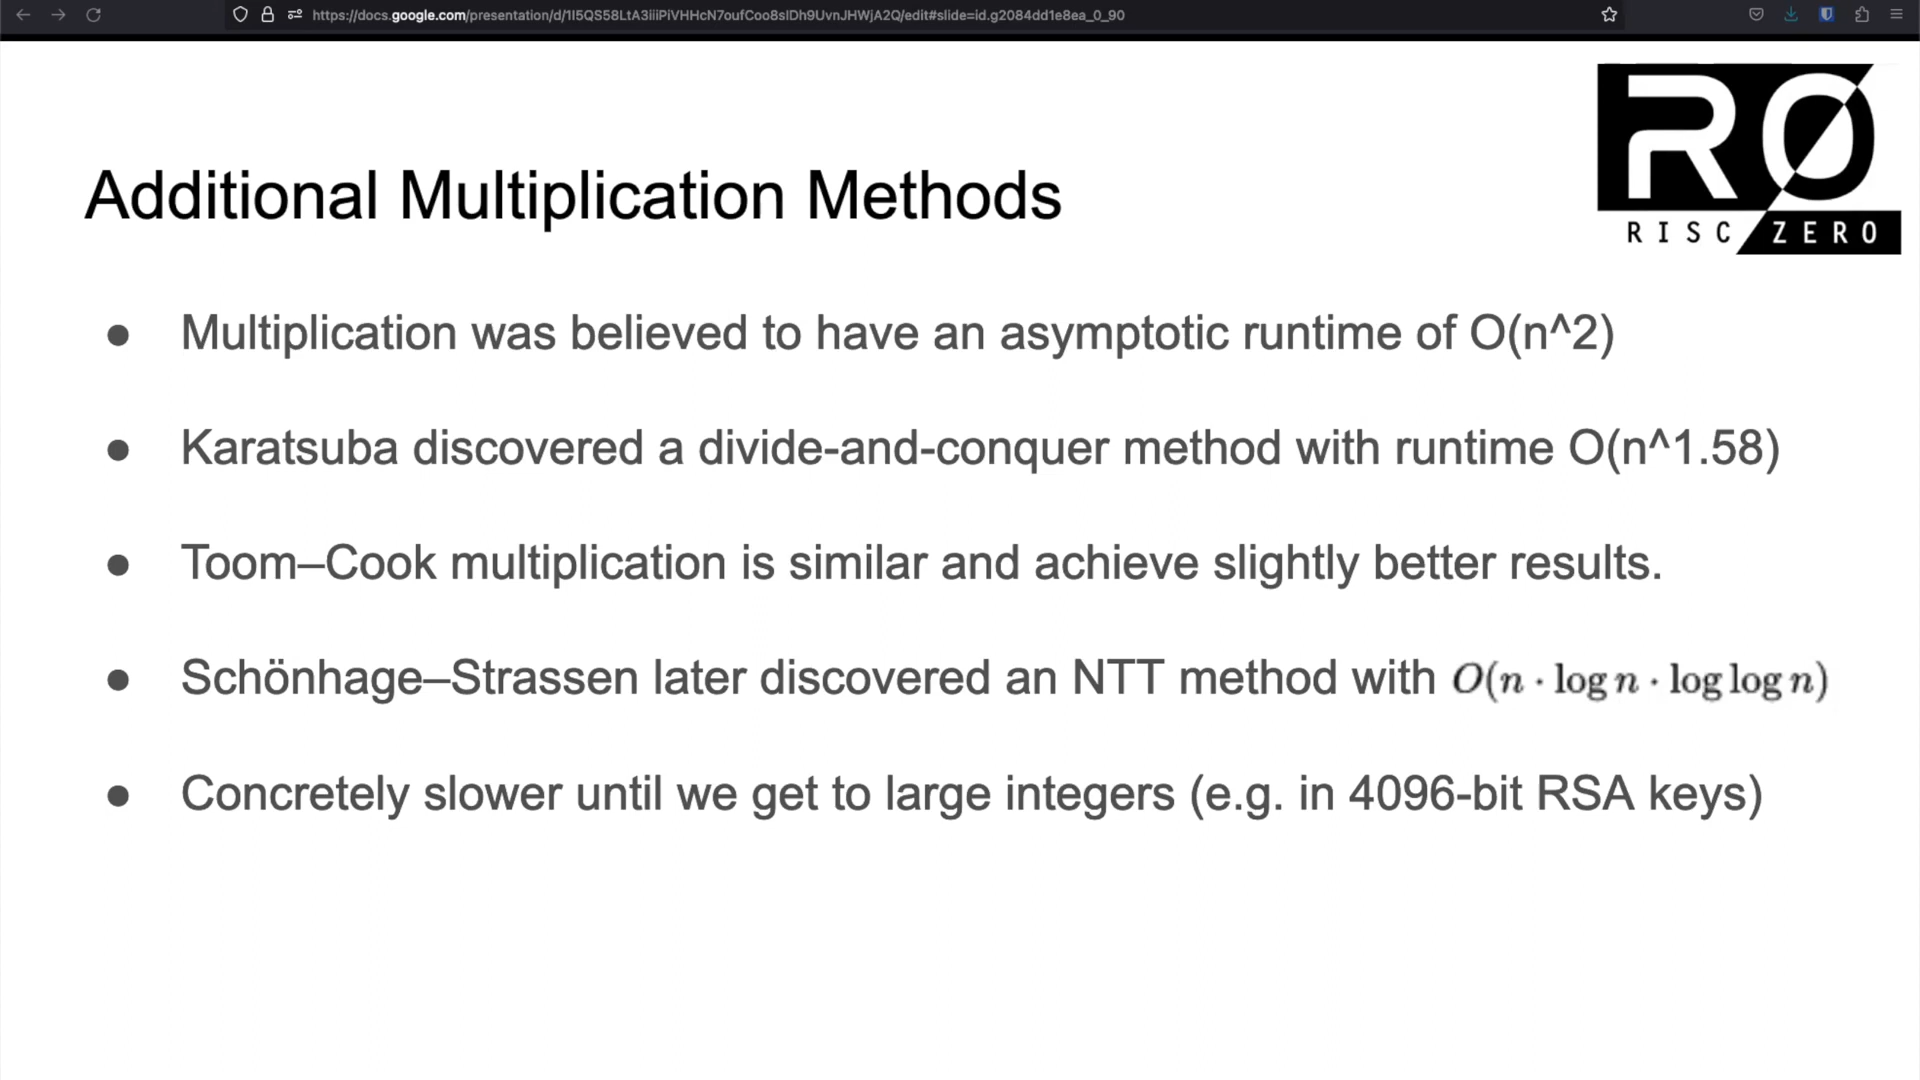 https://docs.google.com/presentation/d/1I5QS58LtA3iiiPiVHHcN7oufCoo8slDh9UvnJHWjA2Q/edit#slide=id.g2084dd1e8ea_0_90
RØ
RISC ZERO
Additional Multiplication Methods
● Multiplication was believed to have an asymptotic runtime of O(n^2)
● Karatsuba discovered a divide-and-conquer method with runtime O(n^1.58)
● Toom–Cook multiplication is similar and achieve slightly better results.
● Schönhage–Strassen later discovered an NTT method with O(n · log n · log log n)
● Concretely slower until we get to large integers (e.g. in 4096-bit RSA keys)